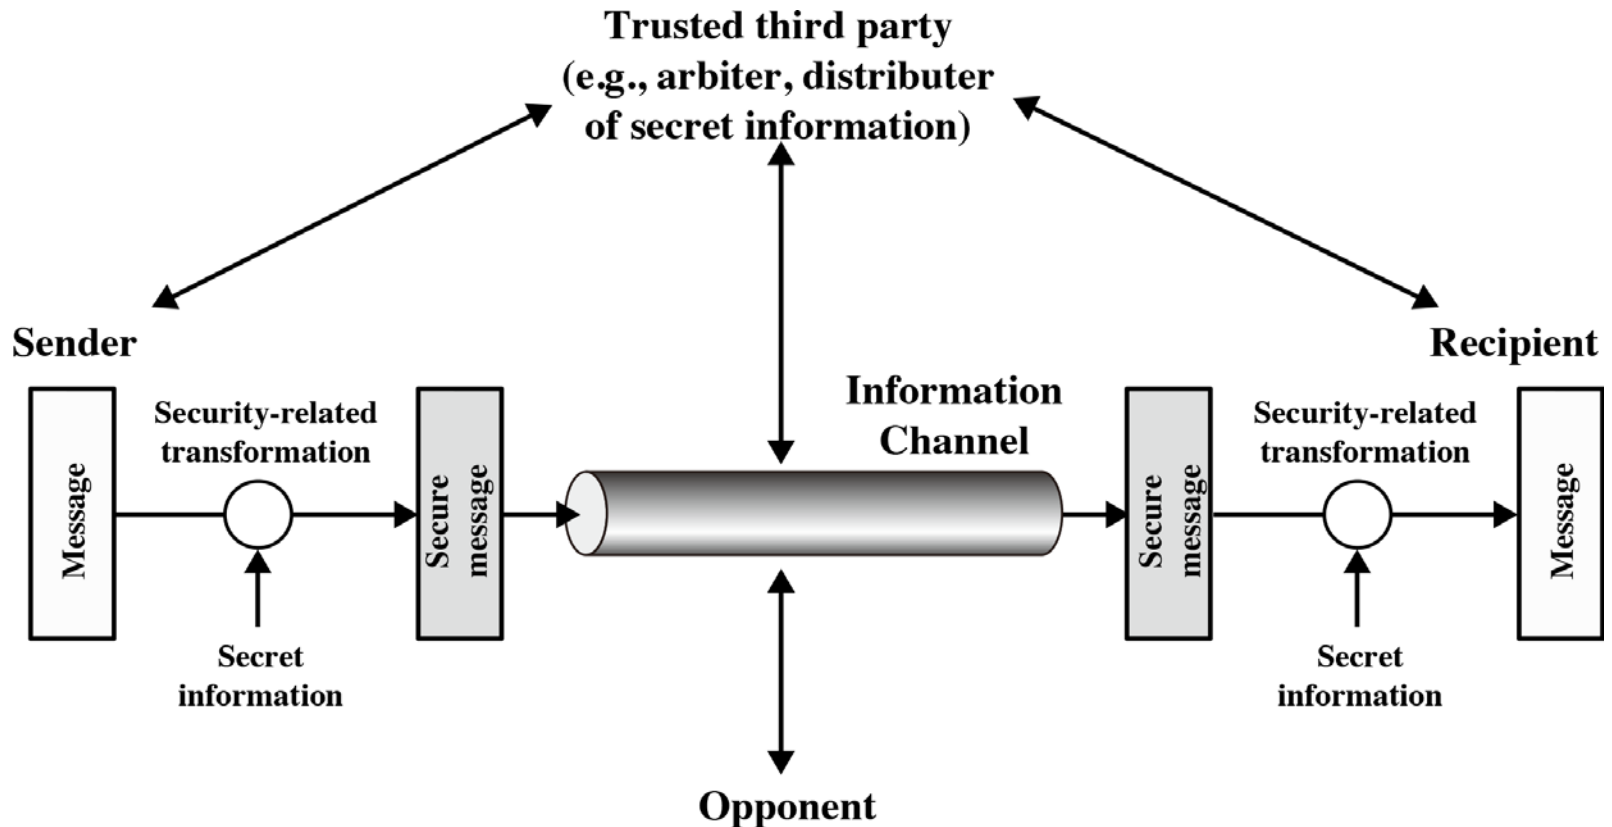 Trusted third party
(e.g., arbiter, distributer
of secret information)
Sender
Recipient
Information
Channel
Security-related
transformation
Security-related
transformation
Message
Secure
message
Secure
message
Message
Secret
information
Secret
information
Opponent